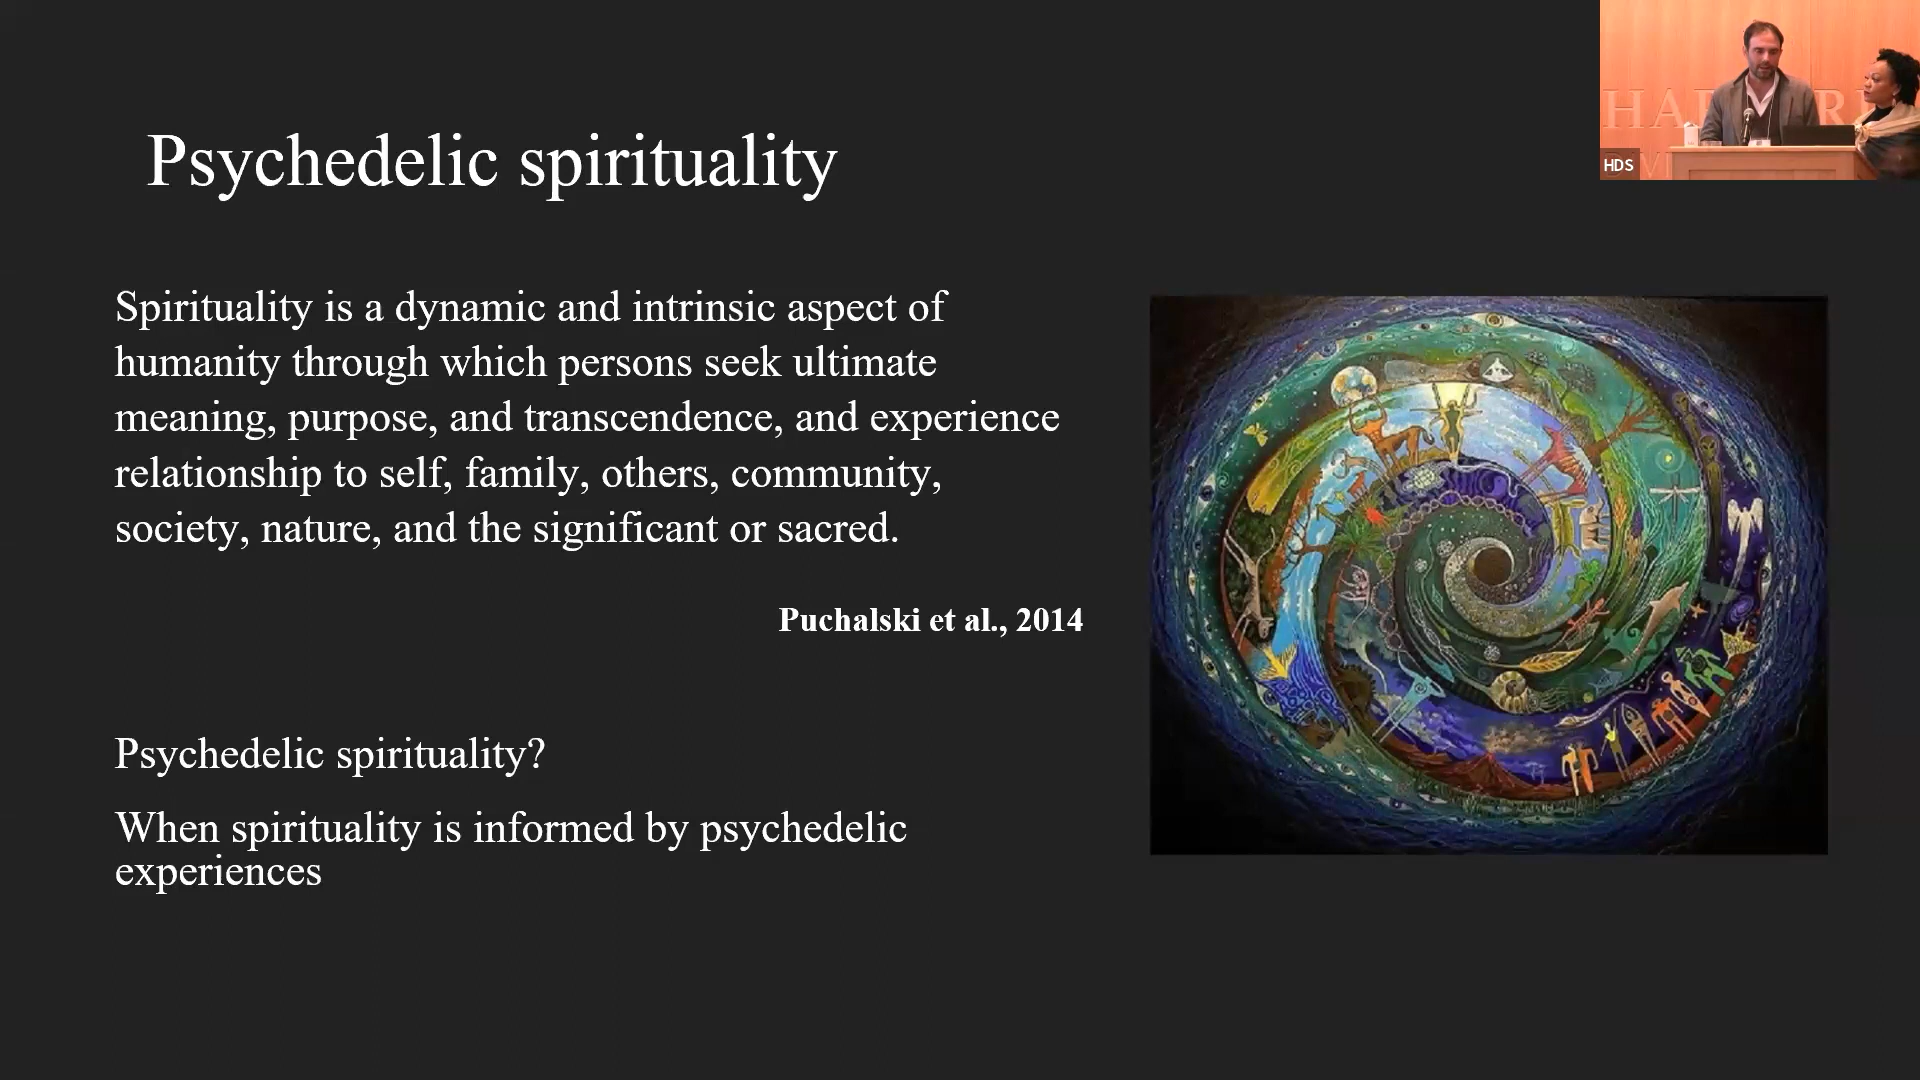 Psychedelic spirituality
Spirituality is a dynamic and intrinsic aspect of
humanity through which persons seek ultimate
meaning, purpose, and transcendence, and experience
relationship to self, family, others, community,
society, nature, and the significant or sacred.
Puchalski et al., 2014
Psychedelic spirituality?
When spirituality is informed by psychedelic
experiences
HDS